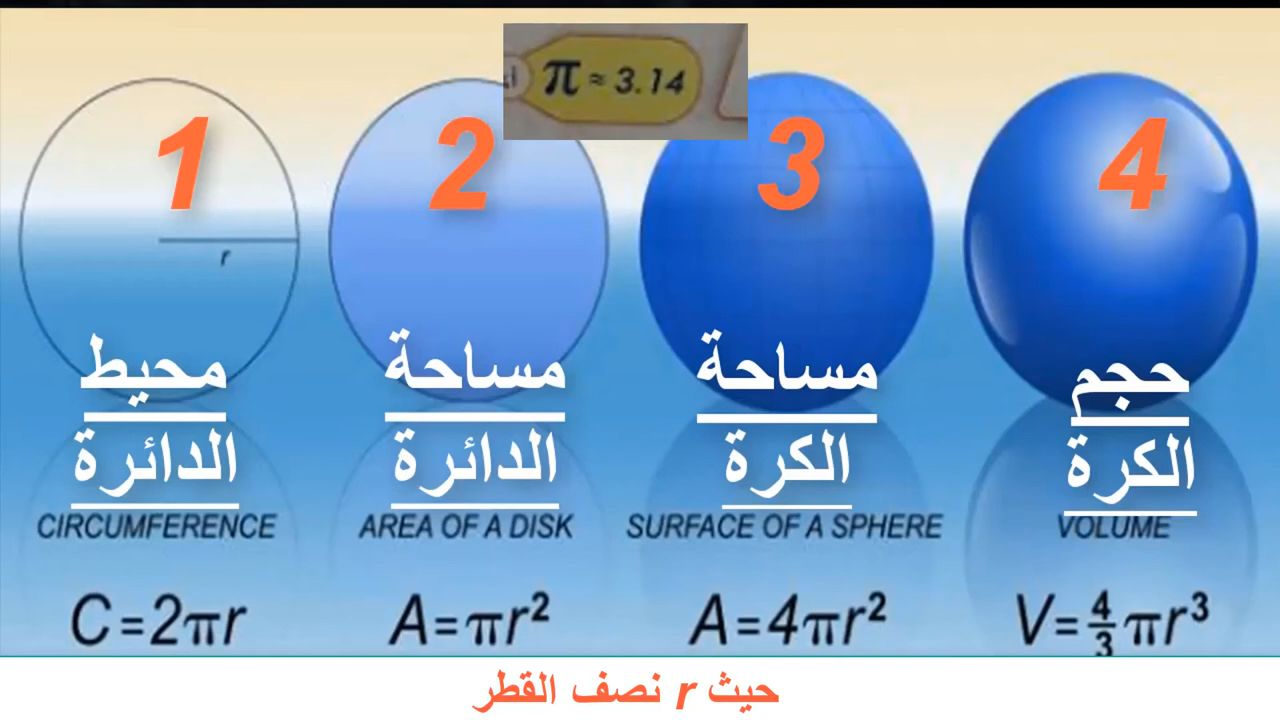 π ≈ 3.14
1 2 3 4
r
محيط
الدائرة
مساحة
الدائرة
مساحة
الكرة
حجم
الكرة
CIRCUMFERENCE
AREA OF A DISK
SURFACE OF A SPHERE
VOLUME
C=2πr
A=πr²
A=4πr²
V=4/3πr³
حيث r نصف القطر